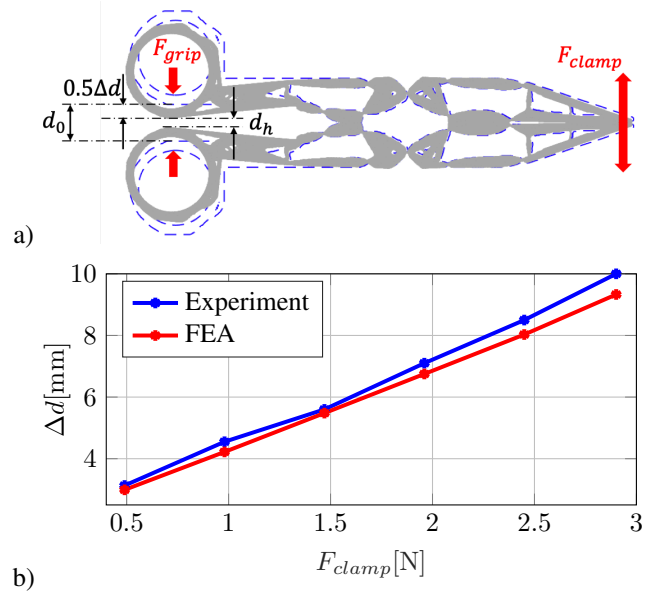 F_grip
F_clamp
0.5Δd
d_0
d_h
a)
10
8
6
4
Experiment
FEA
Δd[mm]
0.5
1
1.5
2
2.5
3
F_clamp[N]
b)